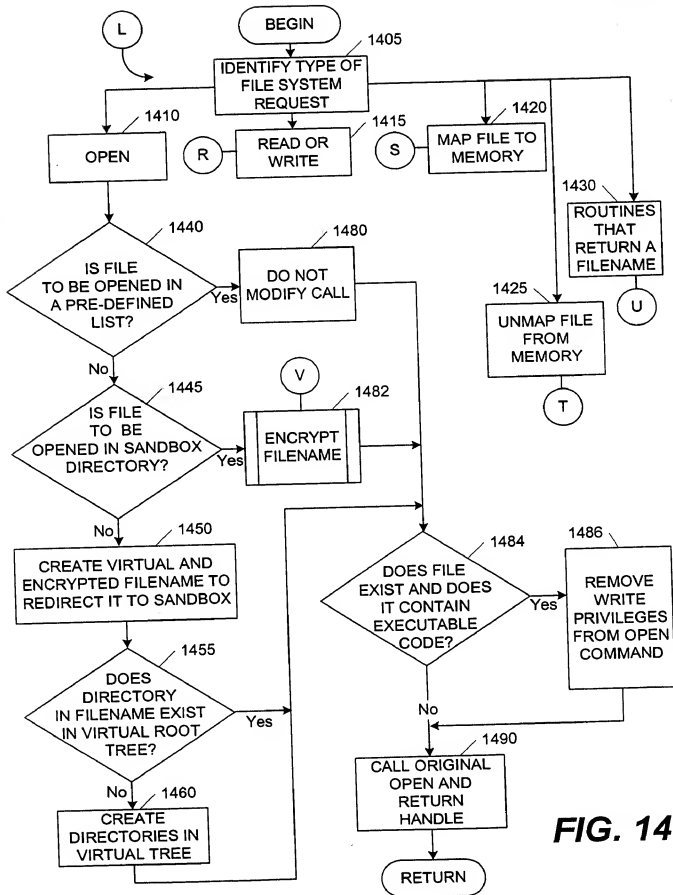 L
BEGIN
1405
IDENTIFY TYPE OF
FILE SYSTEM
REQUEST
1410
OPEN
R
1415
READ OR
WRITE
S
1420
MAP FILE TO
MEMORY
1430
ROUTINES
THAT
RETURN A
FILENAME
U
1425
UNMAP FILE
FROM
MEMORY
T
1440
IS FILE
TO BE OPENED IN
A PRE-DEFINED
LIST?
Yes
1480
DO NOT
MODIFY CALL
No
1445
IS FILE
TO BE
OPENED IN SANDBOX
DIRECTORY?
Yes
V
1482
ENCRYPT
FILENAME
No
1450
CREATE VIRTUAL AND
ENCRYPTED FILENAME TO
REDIRECT IT TO SANDBOX
1455
DOES
DIRECTORY
IN FILENAME EXIST
IN VIRTUAL ROOT
TREE?
Yes
No
1460
CREATE
DIRECTORIES IN
VIRTUAL TREE
1484
DOES FILE
EXIST AND DOES
IT CONTAIN
EXECUTABLE
CODE?
Yes
1486
REMOVE
WRITE
PRIVILEGES
FROM OPEN
COMMAND
No
1490
CALL ORIGINAL
OPEN AND
RETURN
HANDLE
RETURN
FIG. 14